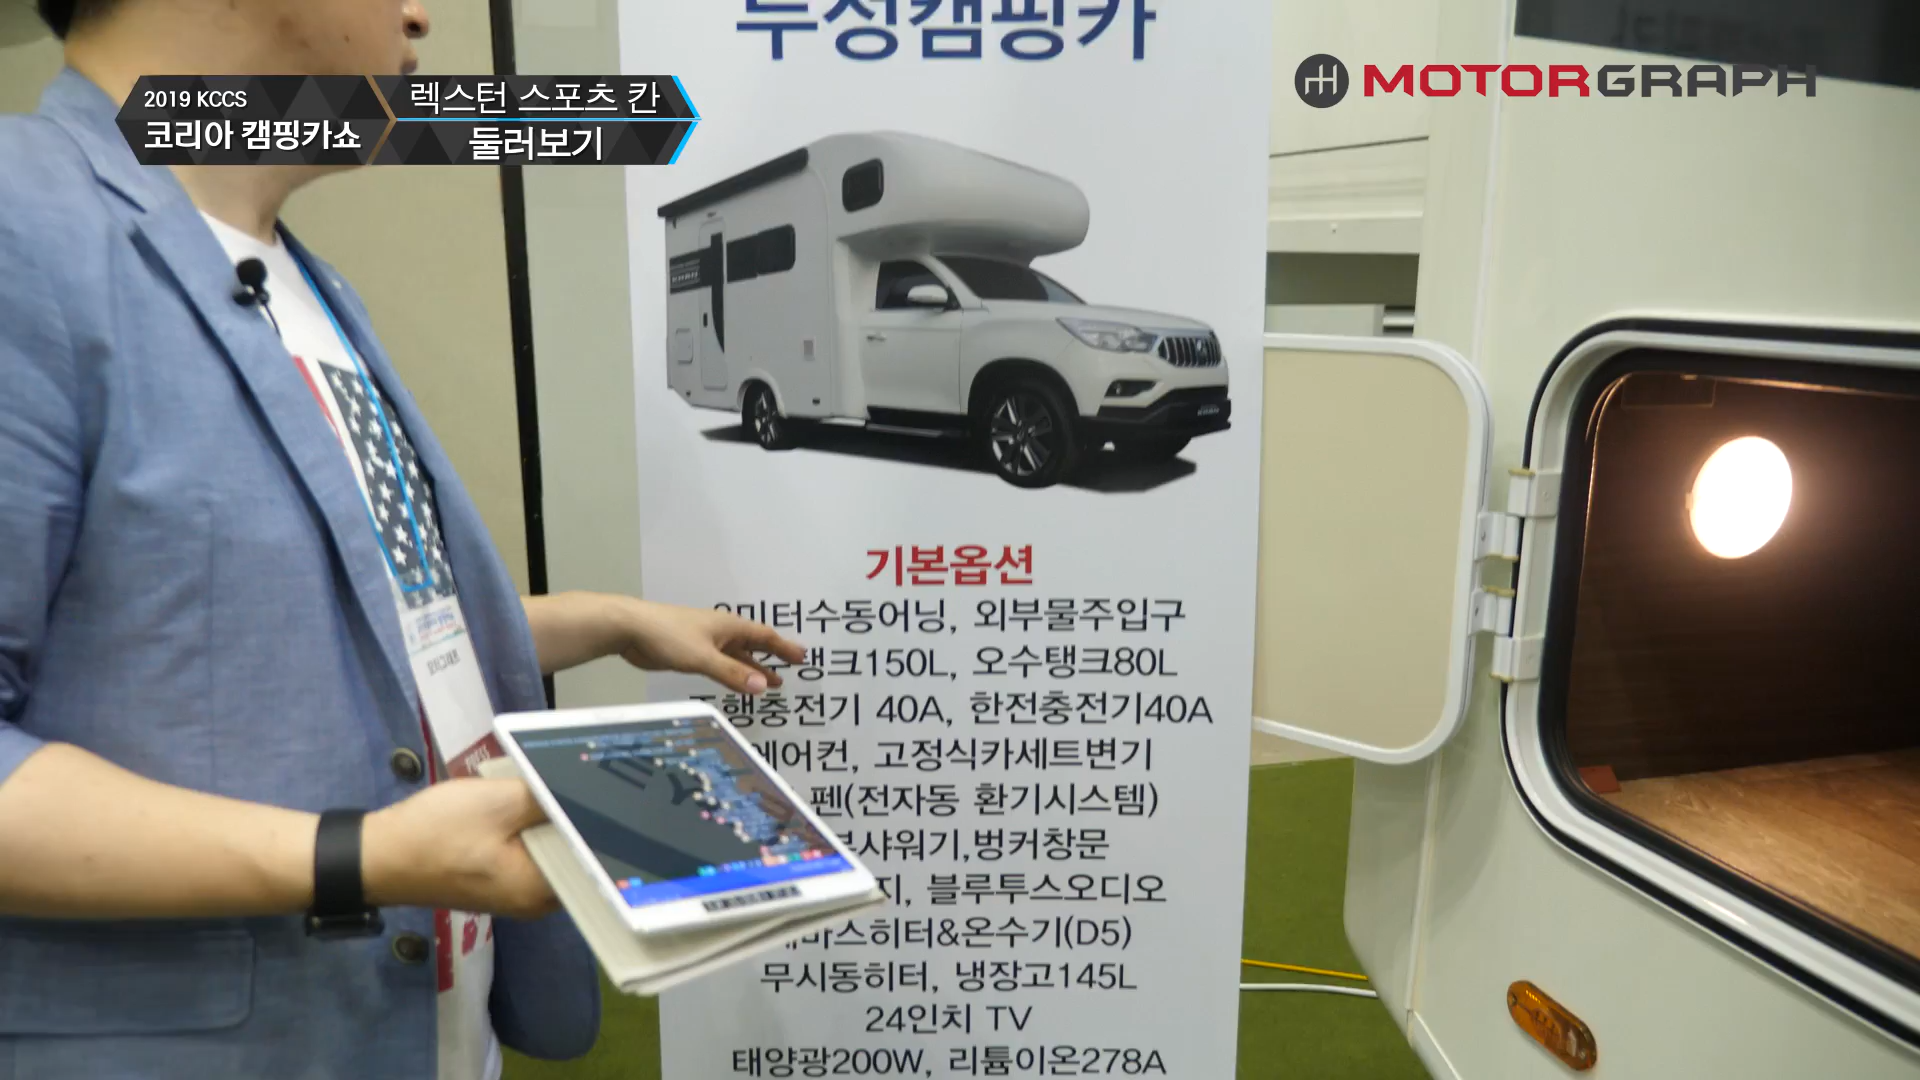 두성캠핑카
2019 KCCS
코리아 캠핑카쇼
렉스턴 스포츠 칸
둘러보기
MOTORGRAPH
기본옵션
미터수동어닝, 외부물주입구
탱크150L, 오수탱크80L
주행충전기 40A, 한전충전기40A
에어컨, 고정식카세트변기
펜(전자동 환기시스템)
샤워기,벙커창문
지, 블루투스오디오
히터&온수기(D5)
무시동히터, 냉장고145L
24인치 TV
태양광200W, 리튬이온278A
PRESS